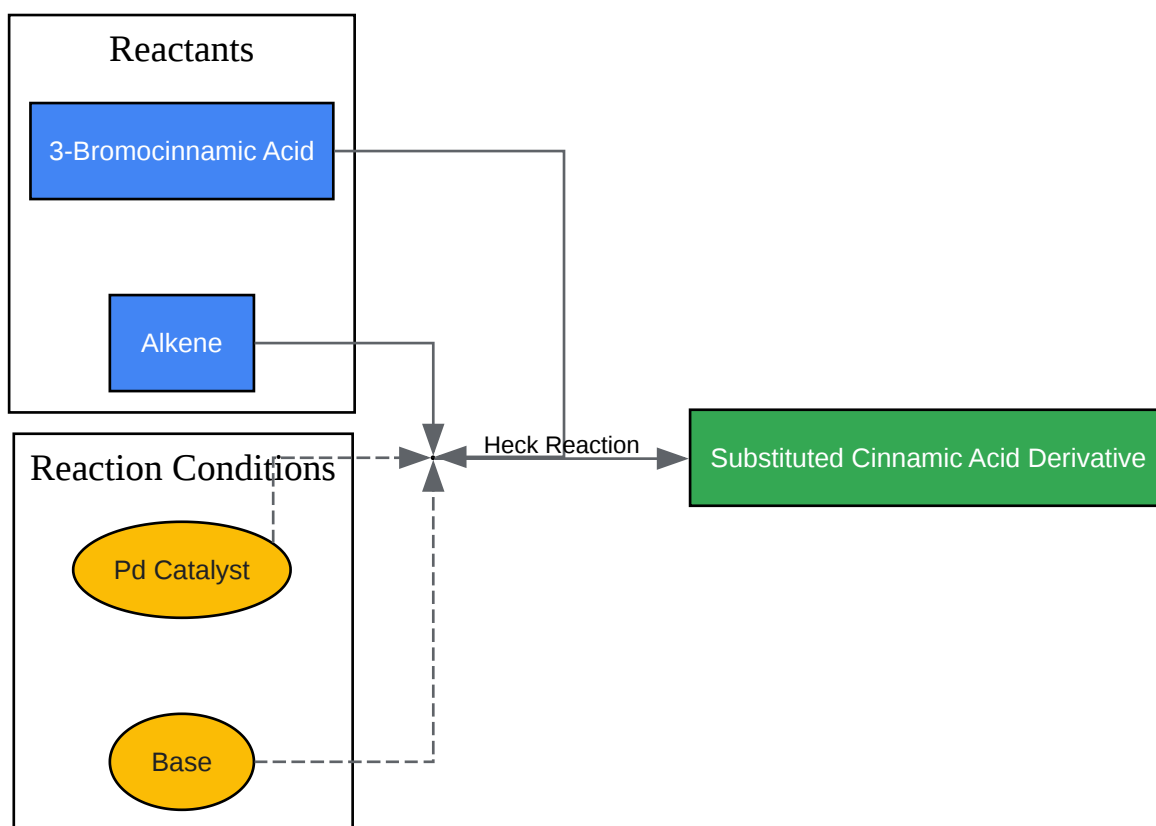 Reactants
3-Bromocinnamic Acid
Alkene
Heck Reaction
Substituted Cinnamic Acid Derivative
Reaction Conditions
Pd Catalyst
Base